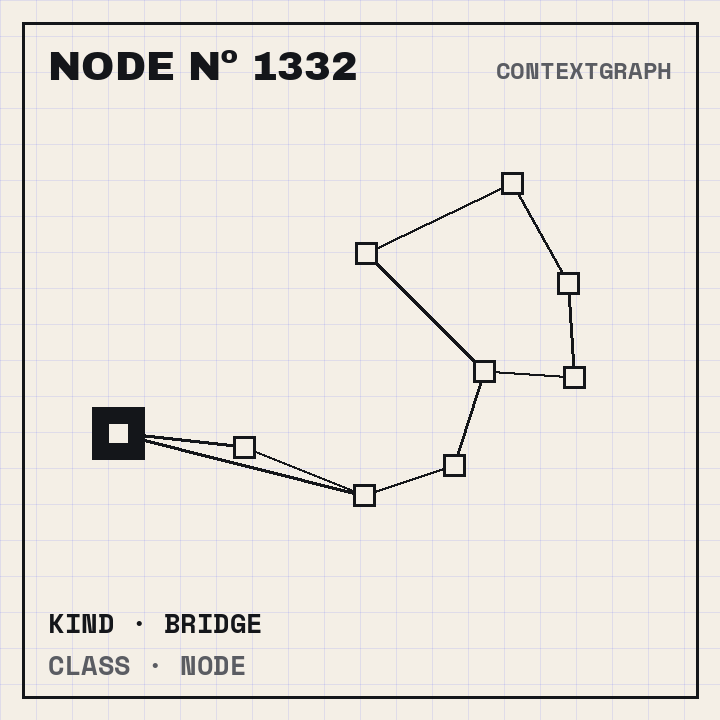 NODE Nº 1332
CONTEXTGRAPH
KIND · BRIDGE
CLASS · NODE